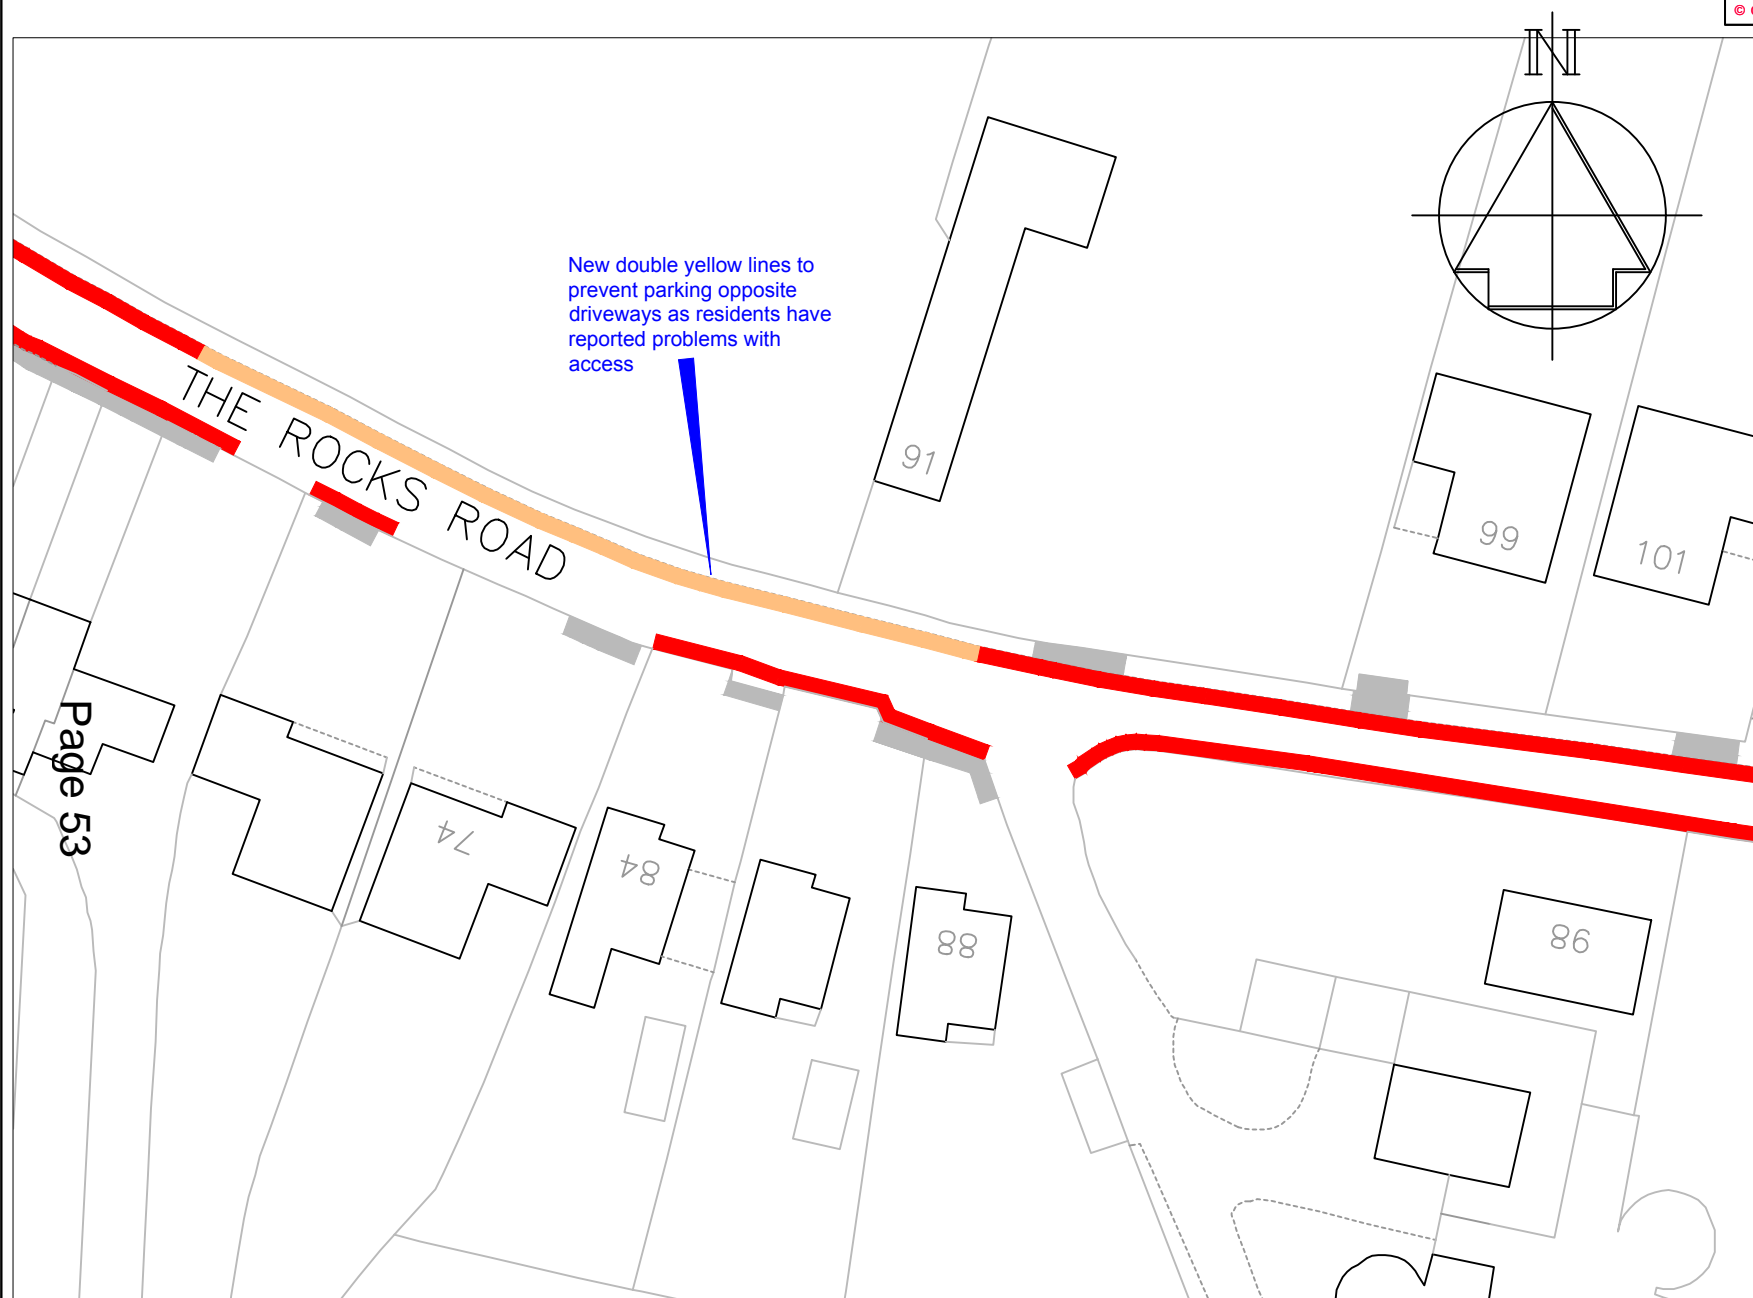 ©
N
New double yellow lines to
prevent parking opposite
driveways as residents have
reported problems with
access
THE ROCKS ROAD
91
99
101
Page 53
74
84
88
98